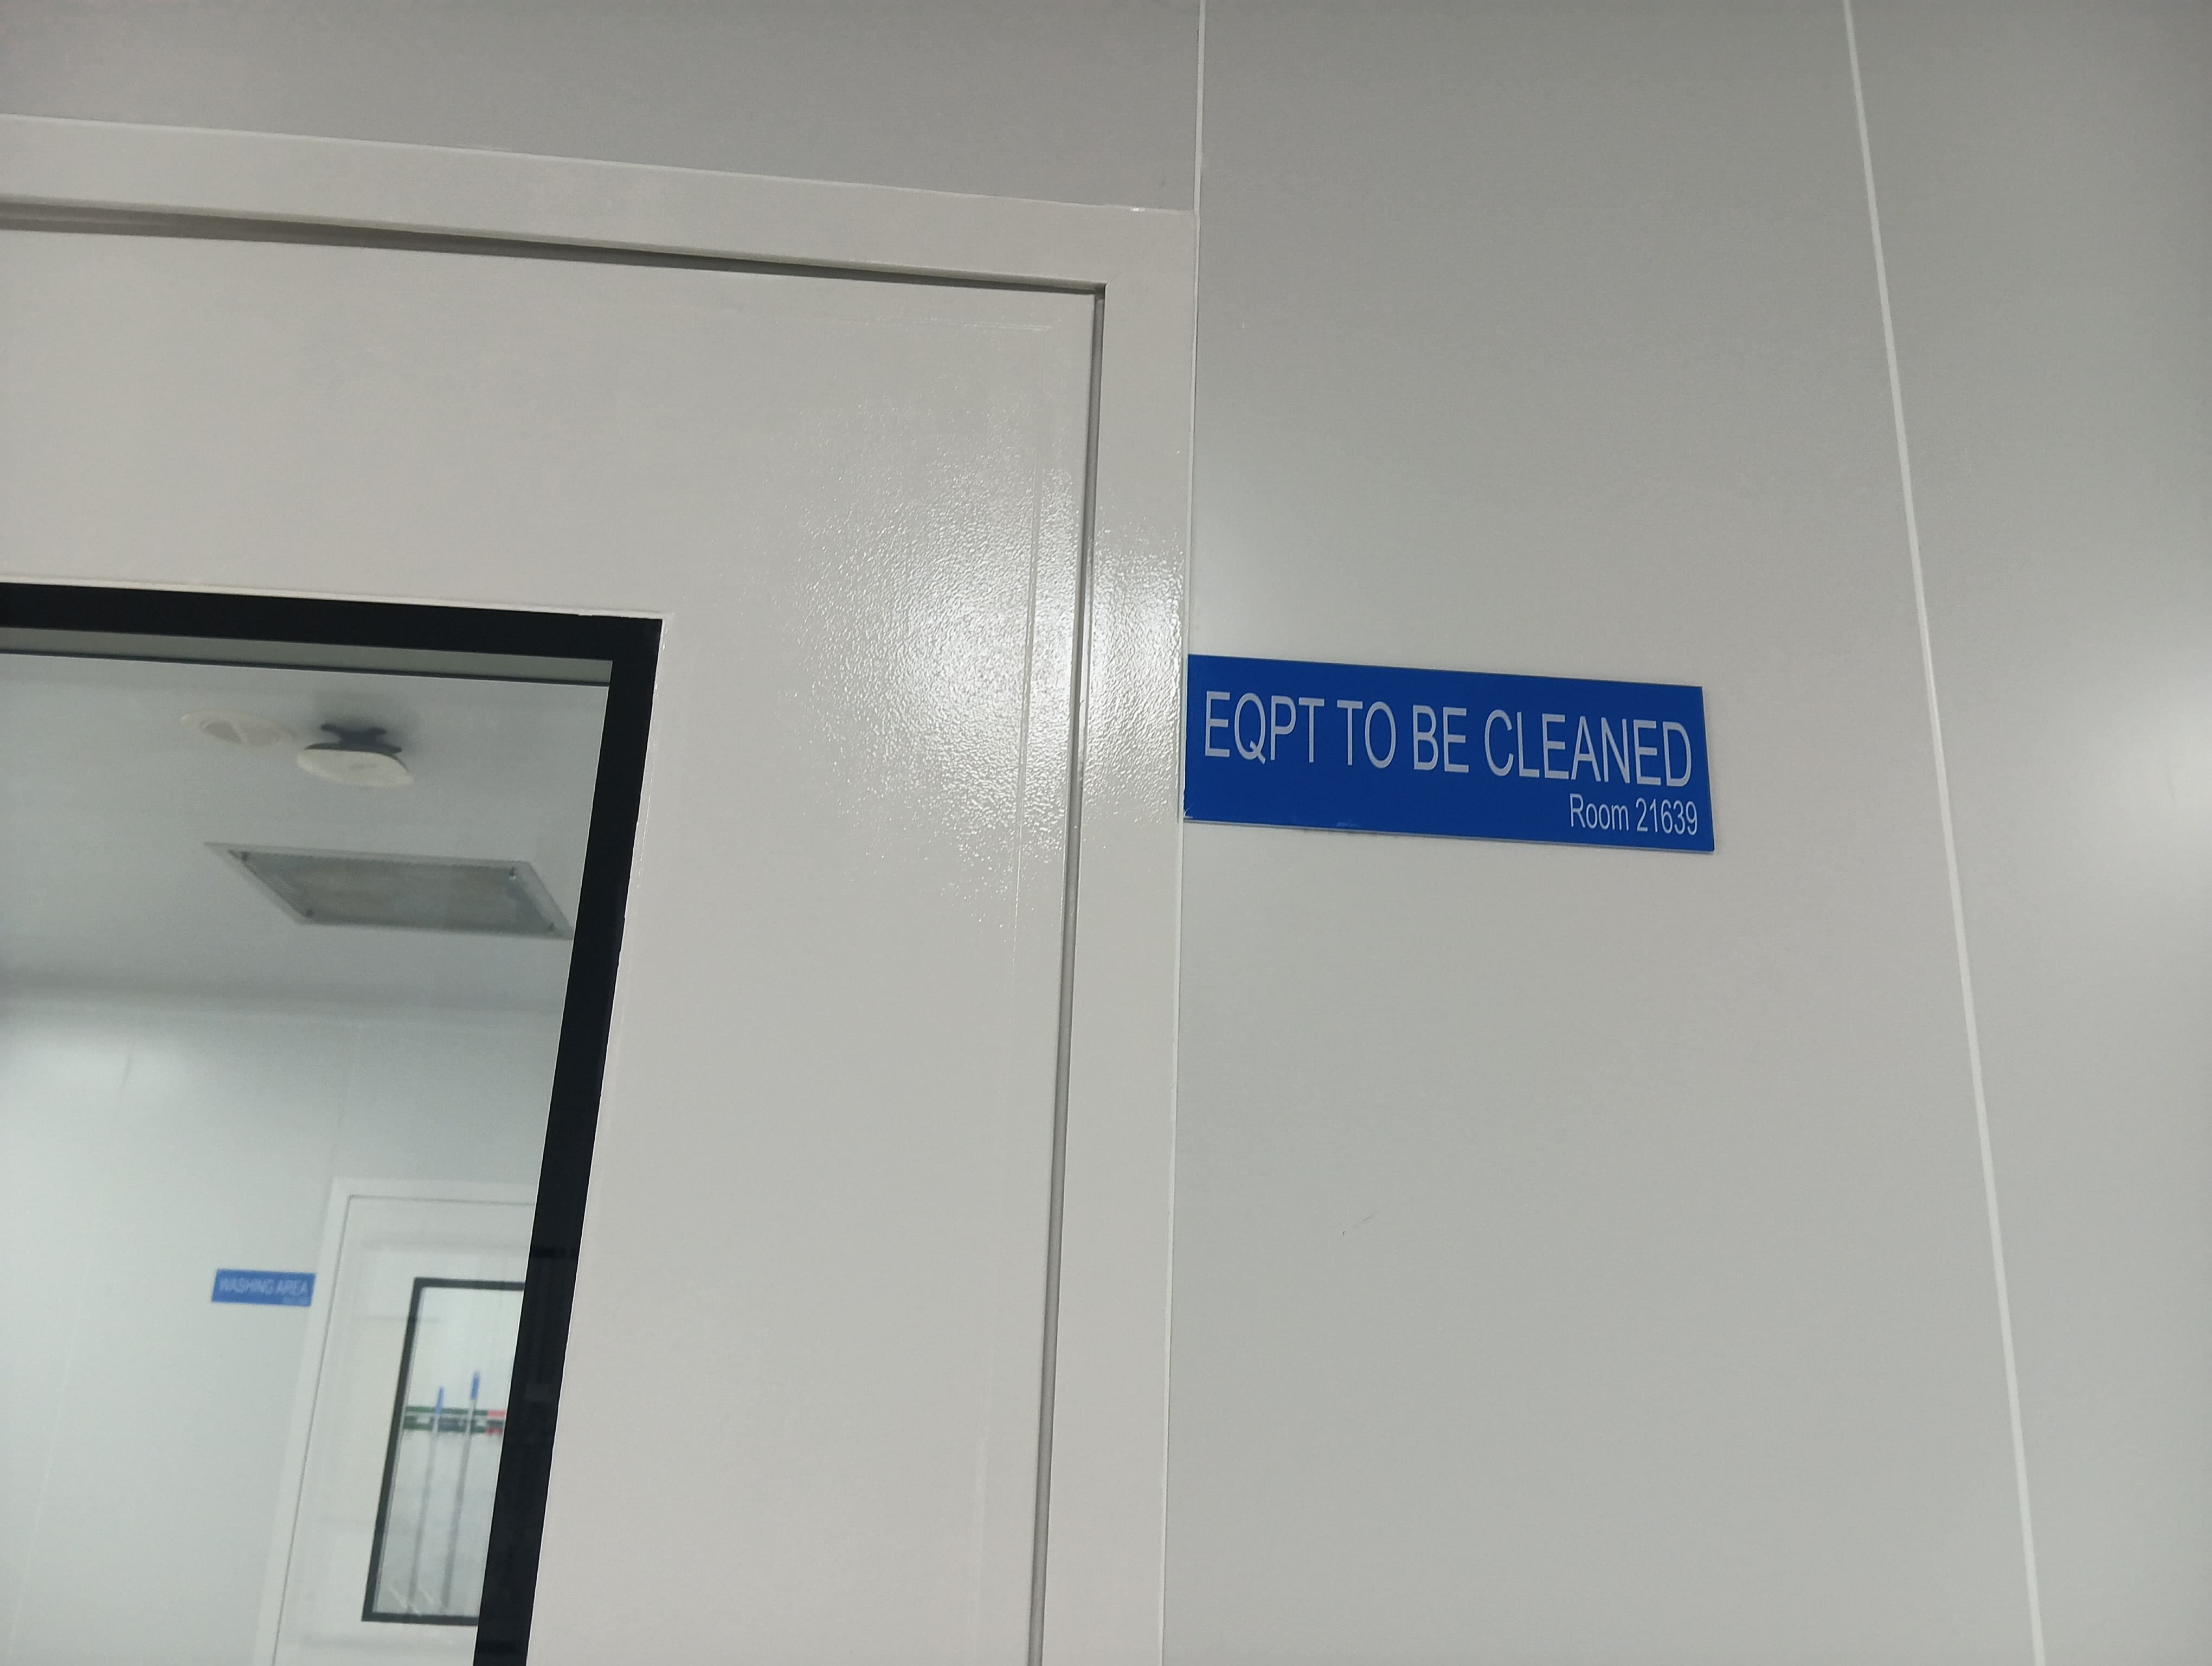 EQPT TO BE CLEANED
Room 21639
WASHING AREA